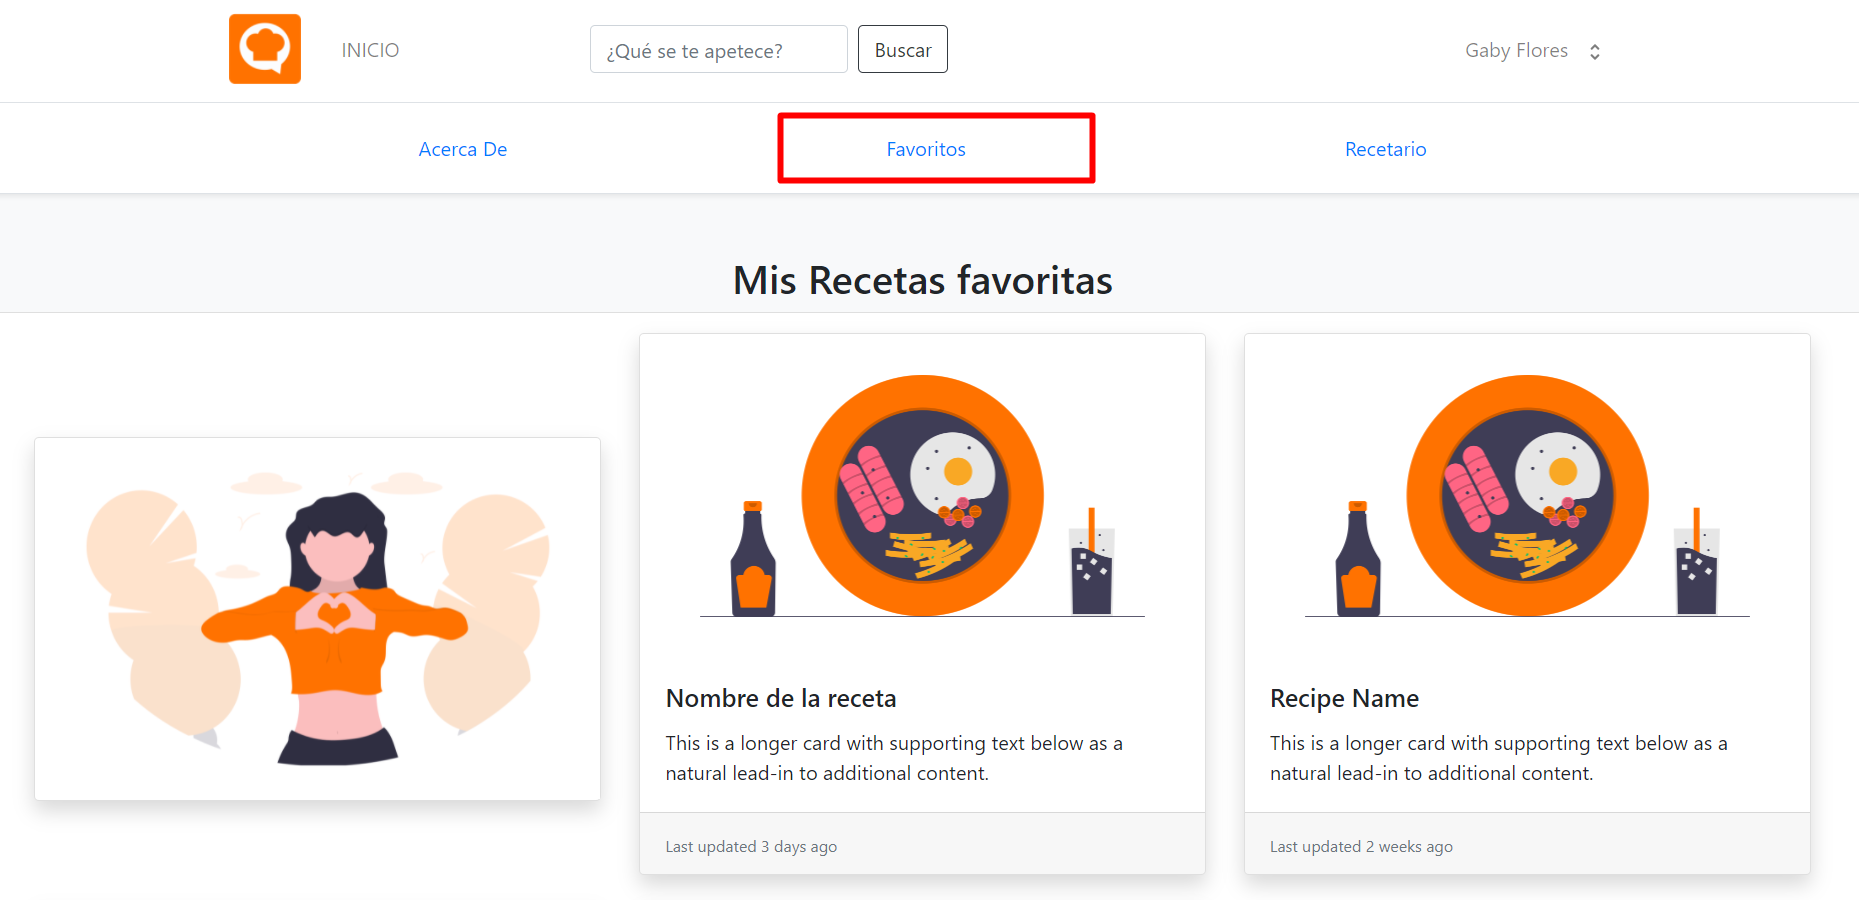 INICIO
¿Qué se te apetece?
Buscar
Gaby Flores
Acerca De
Favoritos
Recetario
Mis Recetas favoritas
Nombre de la receta
This is a longer card with supporting text below as a
natural lead-in to additional content.
Last updated 3 days ago
Recipe Name
This is a longer card with supporting text below as a
natural lead-in to additional content.
Last updated 2 weeks ago